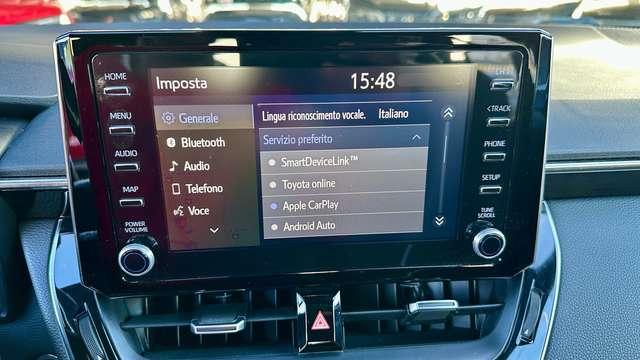 HOME
MENU
AUDIO
MAP
POWER
VOLUME
Imposta
15:48
Generale
Bluetooth
Audio
Telefono
Voce
Lingua riconoscimento vocale. Italiano
Servizio preferito
SmartDeviceLink™
Toyota online
Apple CarPlay
Android Auto
CH
TRACK
PHONE
SETUP
TUNE
SCROLL